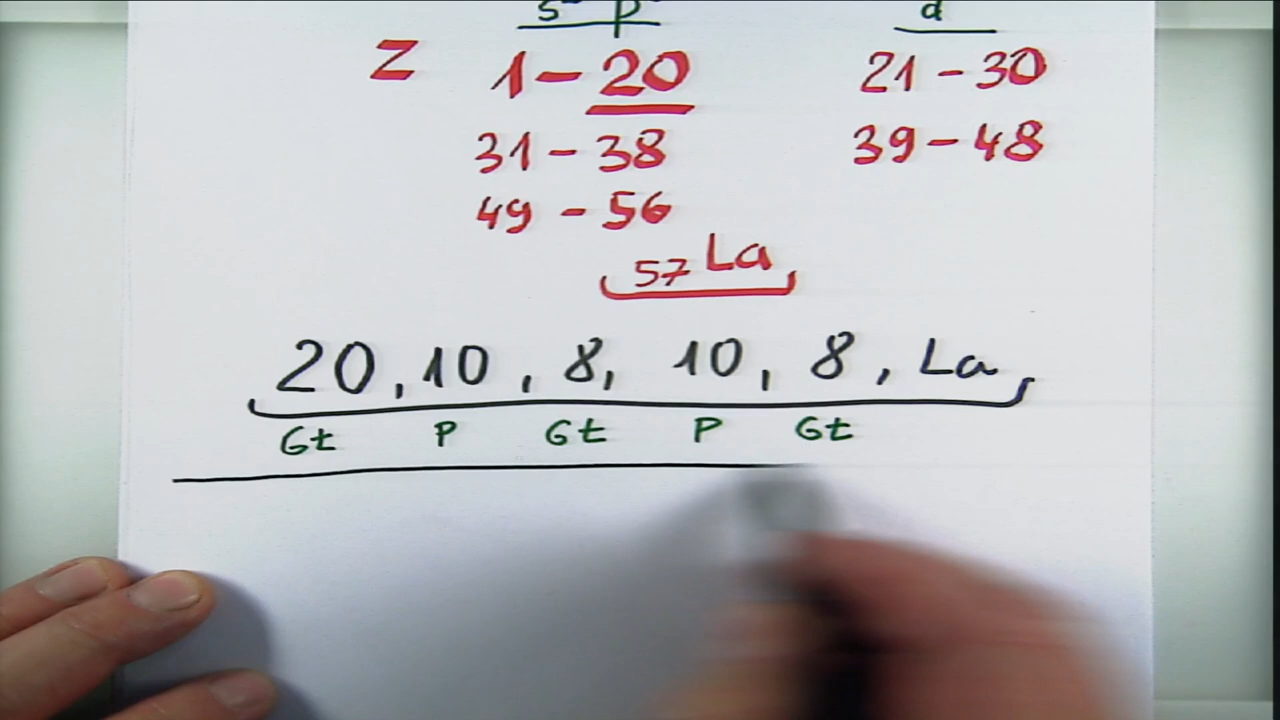 s p d
Z 1 - 20 21 - 30
31 - 38 39 - 48
49 - 56
57 La
20, 10, 8, 10, 8, La
Gt P Gt P Gt